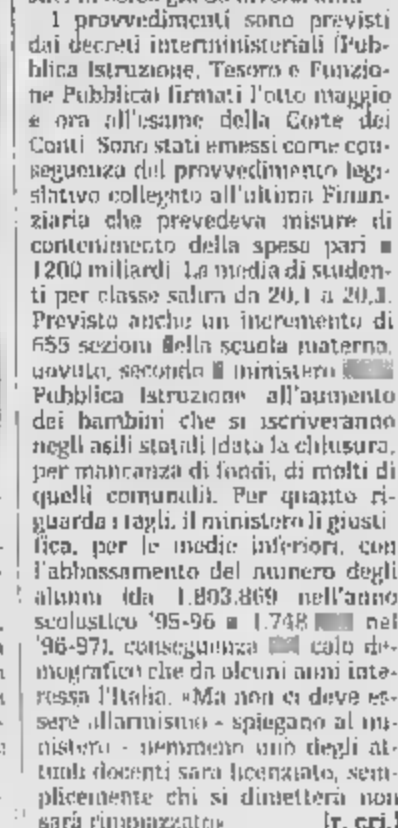 I provvedimenti sono previsti
dai decreti interministeriali (Pub-
blica Istruzione, Tesoro e Funzio-
ne Pubblica) firmati l'otto maggio
e ora all'esame della Corte dei
Conti. Sono stati emessi come con-
seguenza del provvedimento legi-
slativo collegato all'ultima Finan-
ziaria che prevedeva misure di
contenimento della spesa pari a
1200 miliardi. La media di studen-
ti per classe salirà da 20,1 a
Previsto anche un incremento di
655 sezioni della scuola materna,
dovuto, secondo il ministero
Pubblica Istruzione all'aumento
dei bambini che si iscriveranno
negli asili statali (data la chiusura,
per mancanza di fondi, di molti di
quelli comunali). Per quanto ri-
guarda i tagli, il ministero li giusti
fica, per le medie inferiori, con
l'abbassamento del numero degli
alunni (da 1.803.869 nell'anno
scolastico '95-96 a 1.748 nel
'96-97), conseguenza calo de-
mografico che da alcuni anni inte-
ressa l'Italia. «Ma non ci deve es-
sere allarmismo - spiegano al mi-
nistero - nemmeno uno degli at-
tuali docenti sarà licenziato, sem-
plicemente chi si dimetterà non
sarà rimpiazzato» [r. cri.]